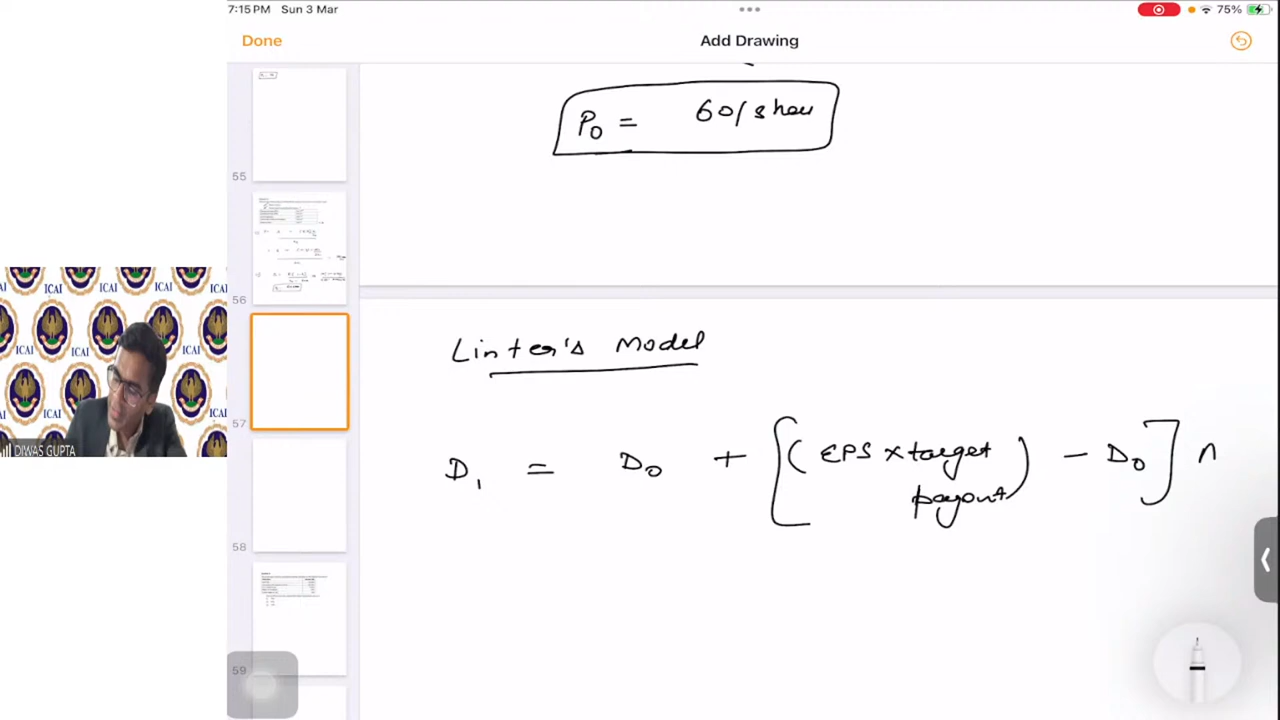 7:15 PM Sun 3 Mar
75%
Done
Add Drawing
P0 = 60/share
55
56
Linter's Model
D1 = D0 + [(EPS x target payout) - D0] n
57
58
59
ICAI
DIWAS GUPTA